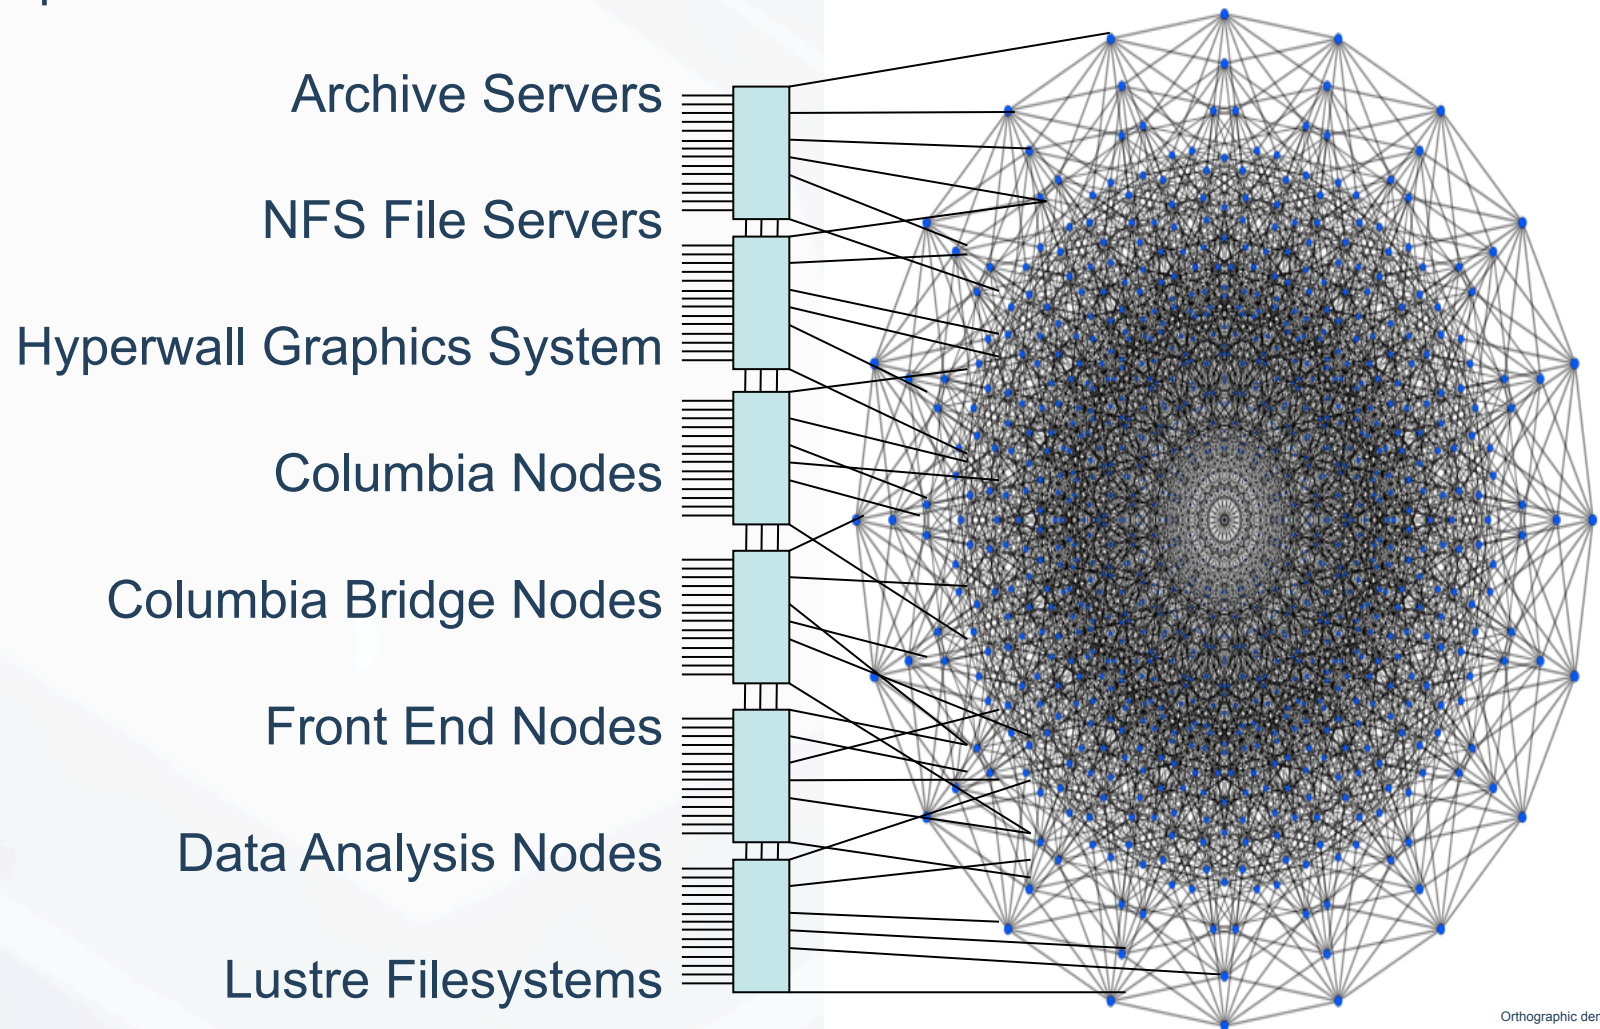 Archive Servers
NFS File Servers
Hyperwall Graphics System
Columbia Nodes
Columbia Bridge Nodes
Front End Nodes
Data Analysis Nodes
Lustre Filesystems
Orthographic